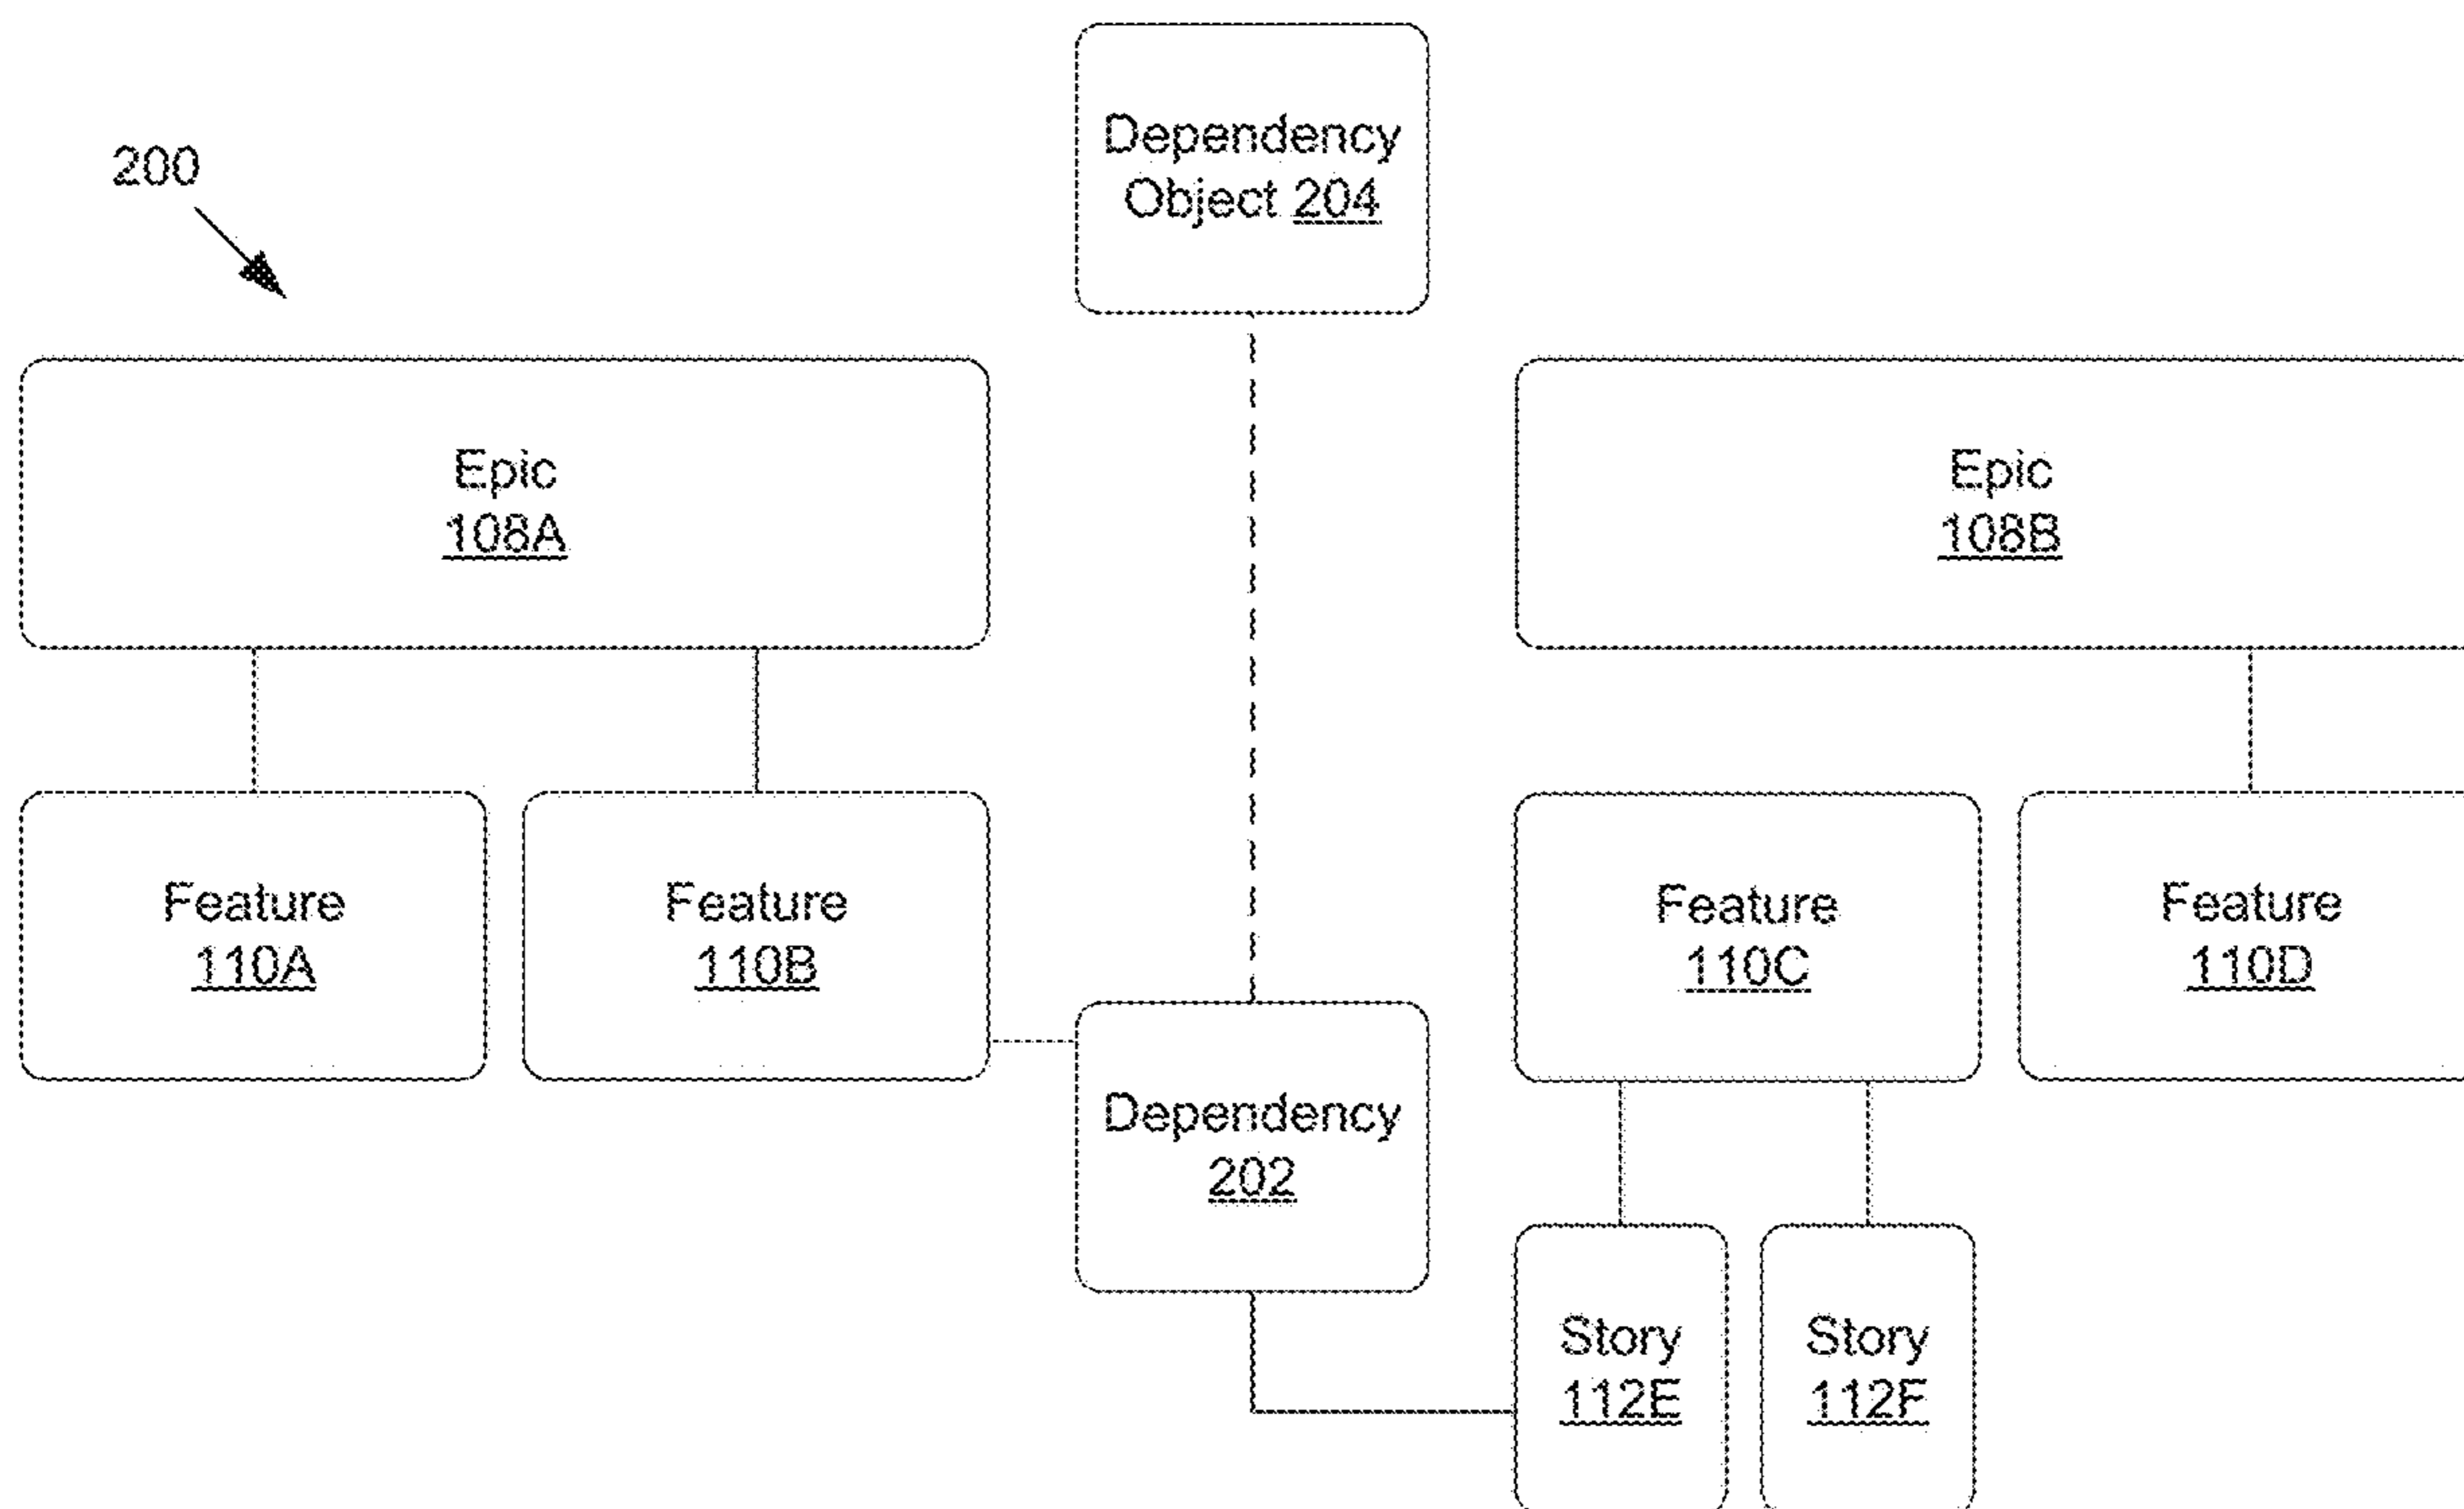 200
Dependency
Object 204
Epic
108A
Epic
108B
Feature
110A
Feature
110B
Feature
110C
Feature
110D
Dependency
202
Story
112E
Story
112F